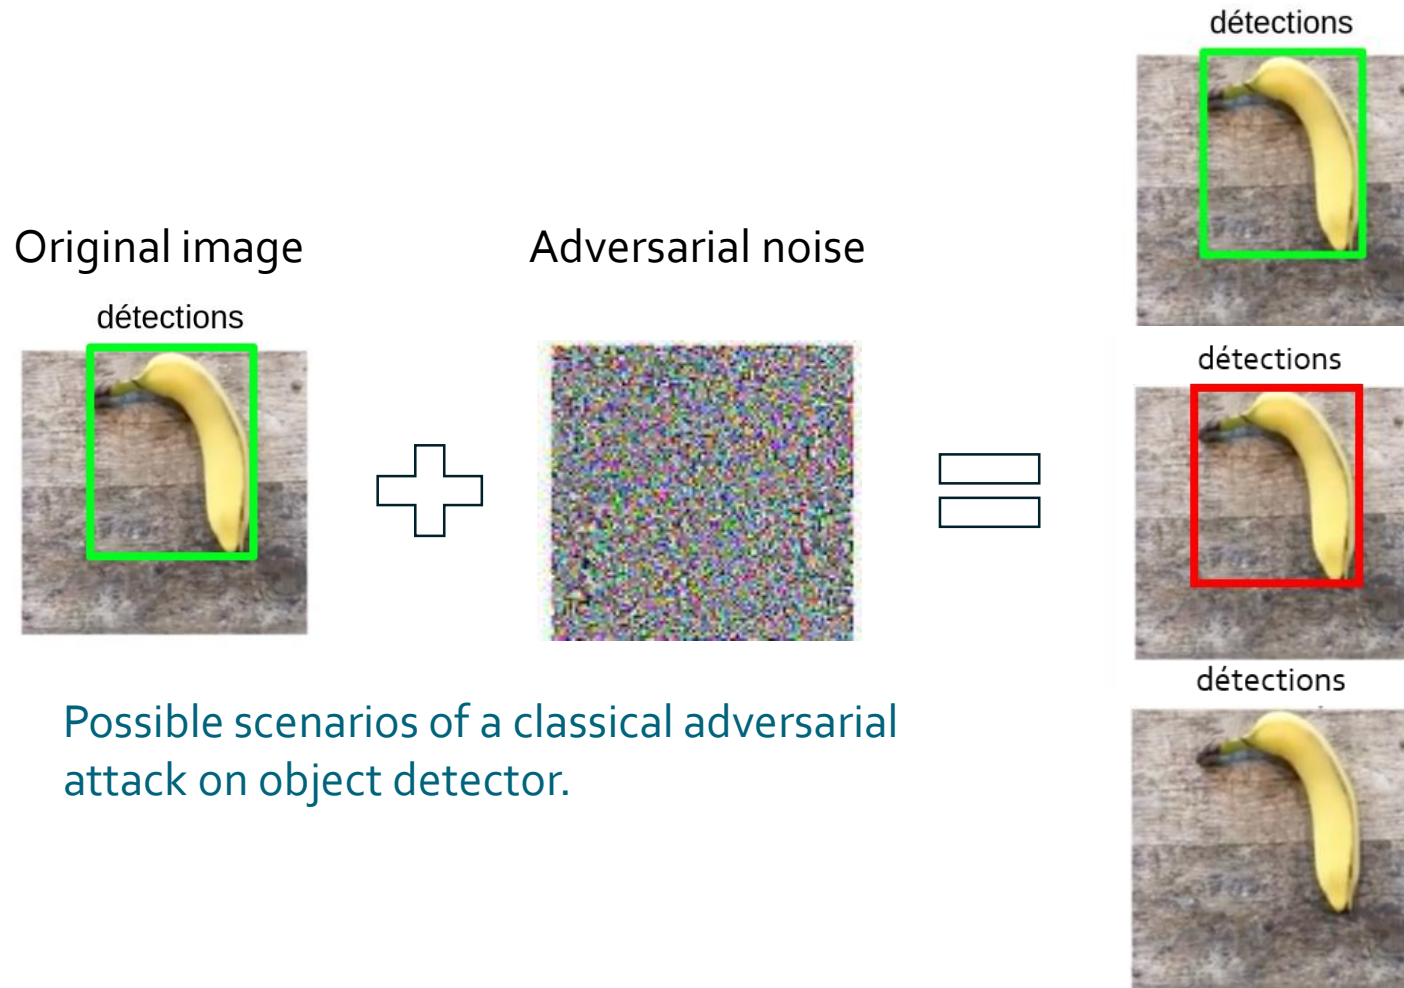 Original image
détections
Adversarial noise
détections
détections
détections
Possible scenarios of a classical adversarial
attack on object detector.